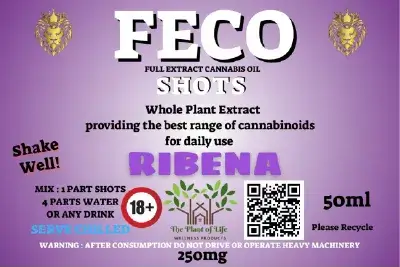 FECO
FULL EXTRACT CANNABIS OIL
SHOTS
Whole Plant Extract
providing the best range of cannabinoids
for daily use
Shake
Well!
RIBENA
MIX : 1 PART SHOTS
4 PARTS WATER
OR ANY DRINK
SERVE CHILLED
18+
The Plant of Life
WELLNESS PRODUCTS
50ml
Please Recycle
WARNING : AFTER CONSUMPTION DO NOT DRIVE OR OPERATE HEAVY MACHINERY
250mg